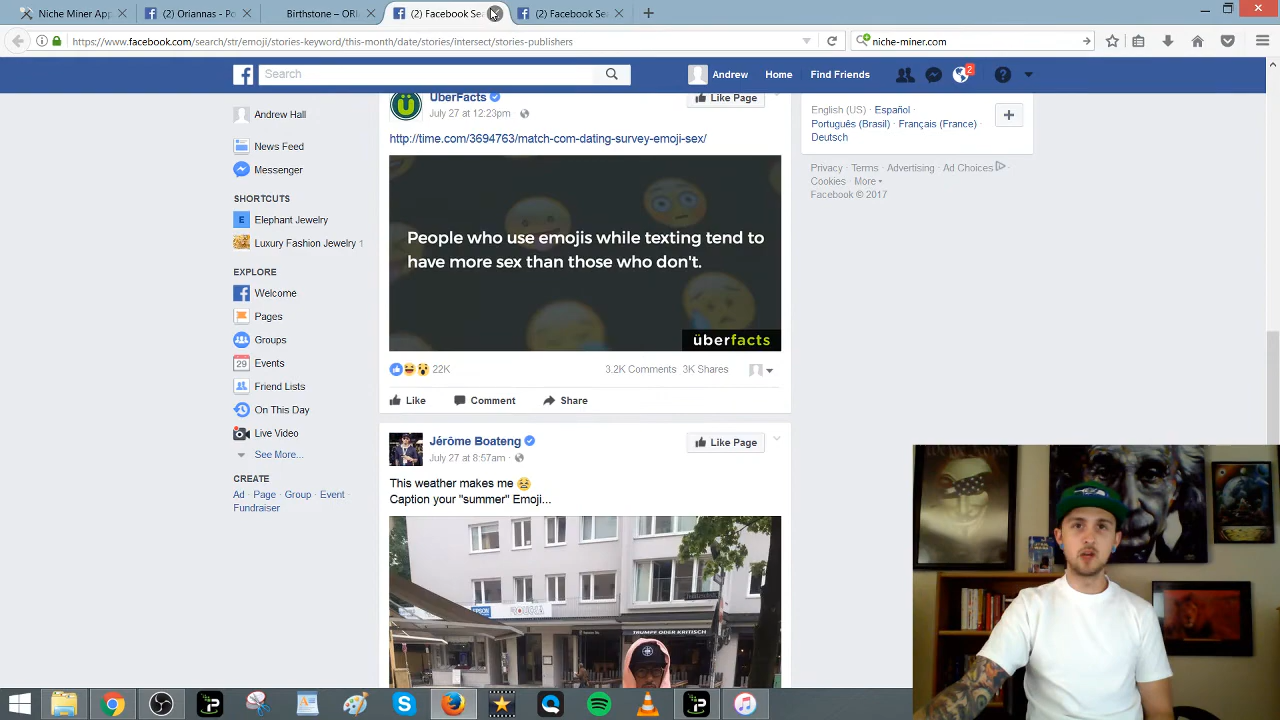 Niche Miner App
(2) Oriannas - Po
Birthstone – ORI
(2) Facebook Se
(2) Facebook Se
https://www.facebook.com/search/str/emoji/stories-keyword/this-month/date/stories/intersect/stories-publishers
niche-miner.com
Search
Andrew
Home
Find Friends
2
Andrew Hall
News Feed
Messenger
SHORTCUTS
Elephant Jewelry
Luxury Fashion Jewelry 1
EXPLORE
Welcome
Pages
Groups
29 Events
Friend Lists
On This Day
Live Video
See More...
CREATE
Ad · Page · Group · Event ·
Fundraiser
UberFacts
Like Page
July 27 at 12:23pm ·
http://time.com/3694763/match-com-dating-survey-emoji-sex/
People who use emojis while texting tend to
have more sex than those who don't.
überfacts
22K
3.2K Comments 3K Shares
Like
Comment
Share
Jérôme Boateng
Like Page
July 27 at 8:57am ·
This weather makes me 😫
Caption your "summer" Emoji...
EPSON
TRUMPF ODER KRITISCH
English (US) · Español ·
Português (Brasil) · Français (France) ·
Deutsch
Privacy · Terms · Advertising · Ad Choices ·
Cookies · More
Facebook © 2017